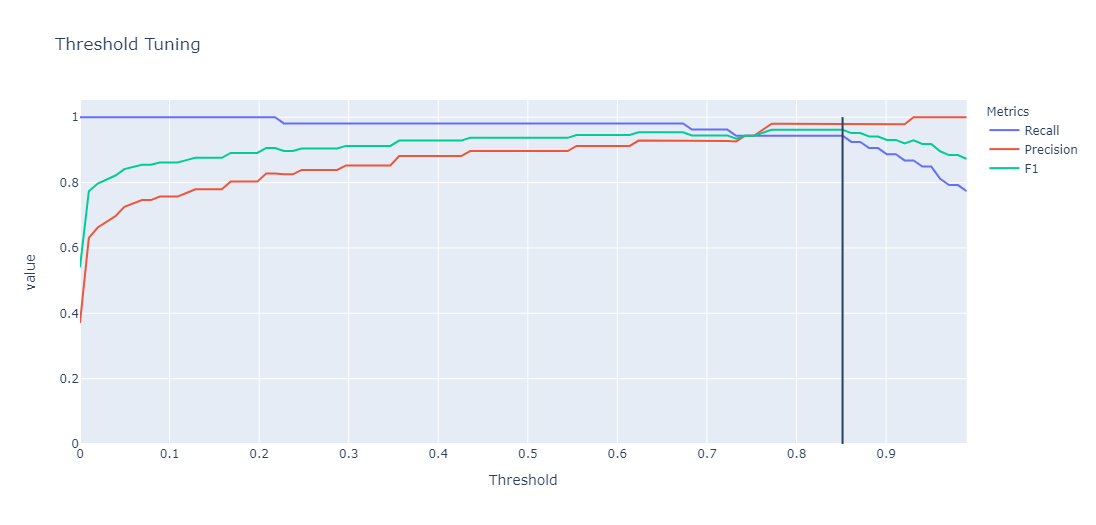 Threshold Tuning
Metrics
Recall
Precision
F1
value
1
0.8
0.6
0.4
0.2
0
0 0.1 0.2 0.3 0.4 0.5 0.6 0.7 0.8 0.9
Threshold